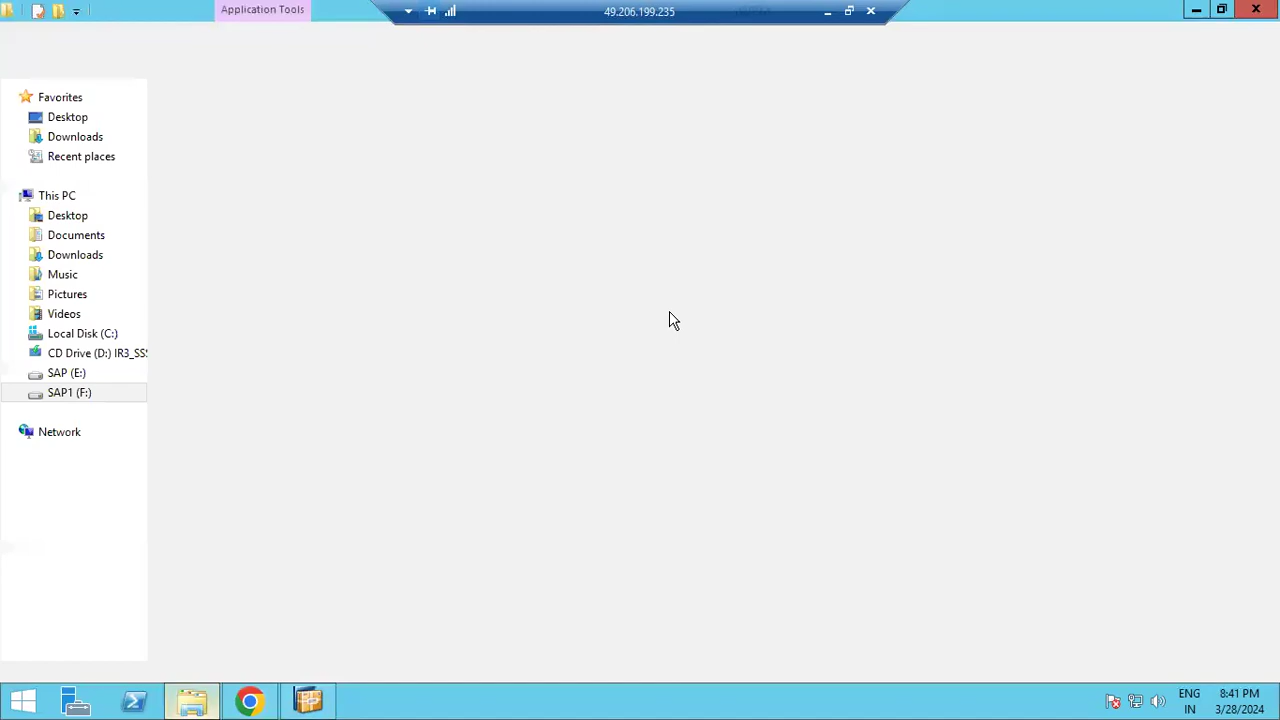 Application Tools
49.206.199.235
Favorites
Desktop
Downloads
Recent places
This PC
Desktop
Documents
Downloads
Music
Pictures
Videos
Local Disk (C:)
CD Drive (D:) IR3_SS
SAP (E:)
SAP1 (F:)
Network
ENG
IN
8:41 PM
3/28/2024